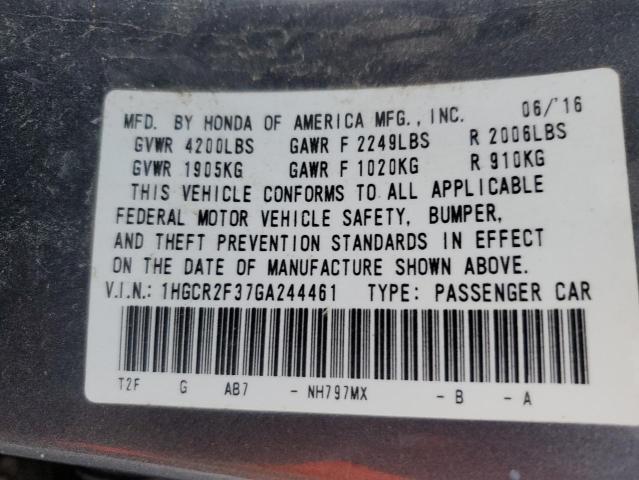 MFD. BY HONDA OF AMERICA MFG., INC. 06/'16
GVWR 4200LBS GAWR F 2249LBS R 2006LBS
GVWR 1905KG GAWR F 1020KG R 910KG
THIS VEHICLE CONFORMS TO ALL APPLICABLE
FEDERAL MOTOR VEHICLE SAFETY, BUMPER,
AND THEFT PREVENTION STANDARDS IN EFFECT
ON THE DATE OF MANUFACTURE SHOWN ABOVE.
V.I.N.: 1HGCR2F37GA244461 TYPE: PASSENGER CAR
T2F G AB7 - NH797MX - B - A